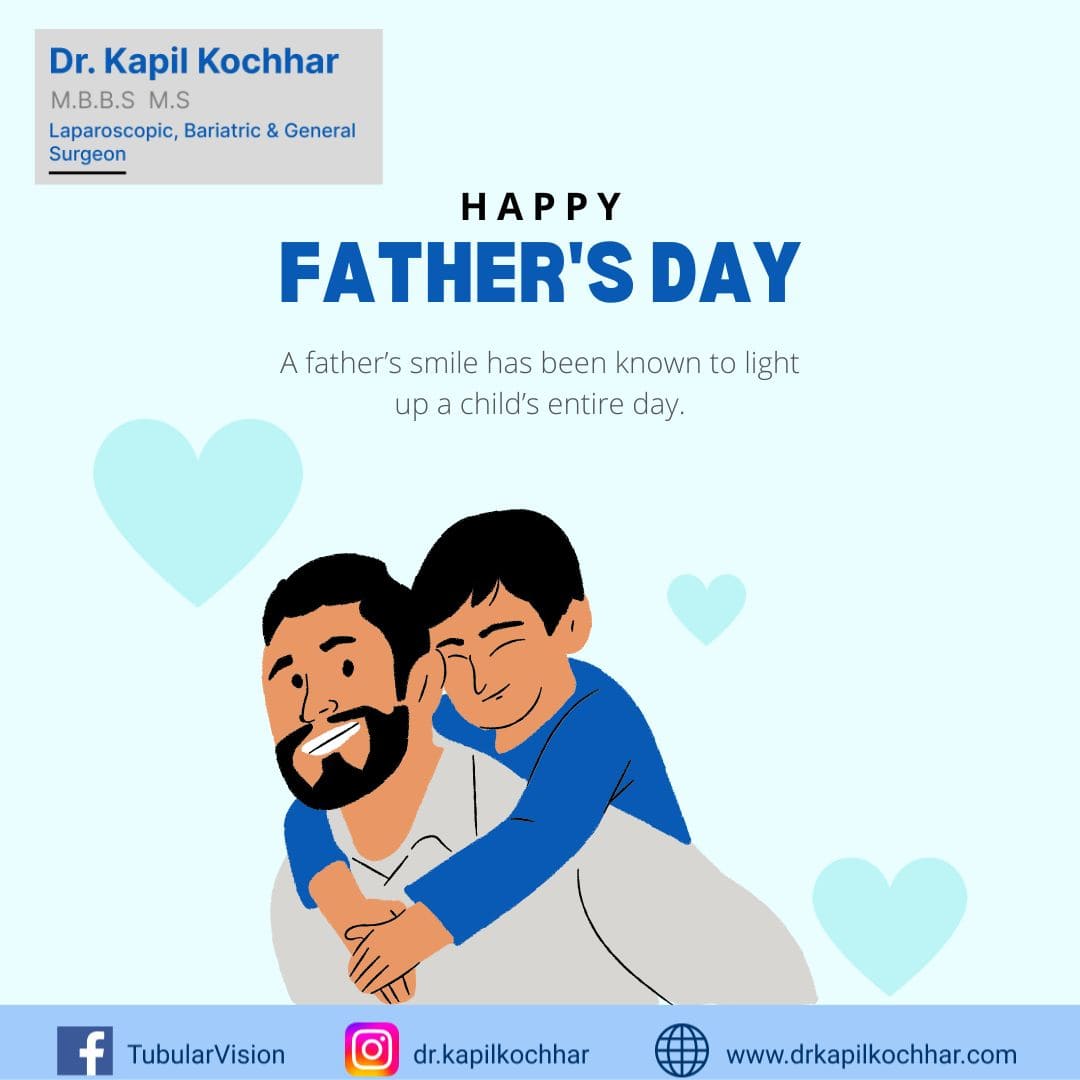 Dr. Kapil Kochhar
M.B.B.S M.S
Laparoscopic, Bariatric & General
Surgeon
HAPPY
FATHER'S DAY
A father’s smile has been known to light
up a child’s entire day.
TubularVision
dr.kapilkochhar
www.drkapilkochhar.com